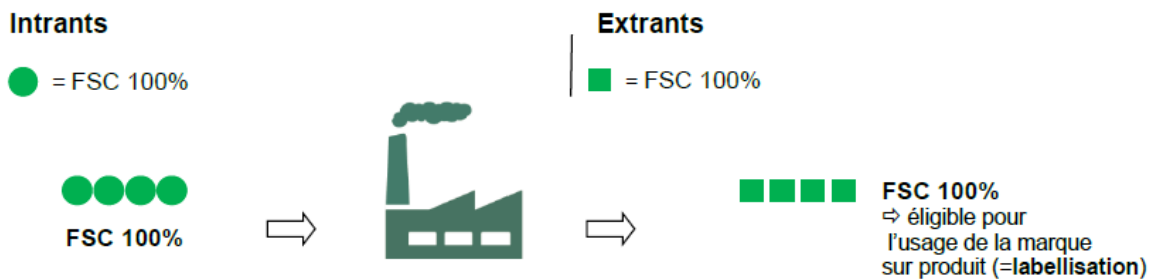 Intrants
= FSC 100%
FSC 100%
Extrants
= FSC 100%
FSC 100%
⇨ éligible pour
l'usage de la marque
sur produit (=labellisation)